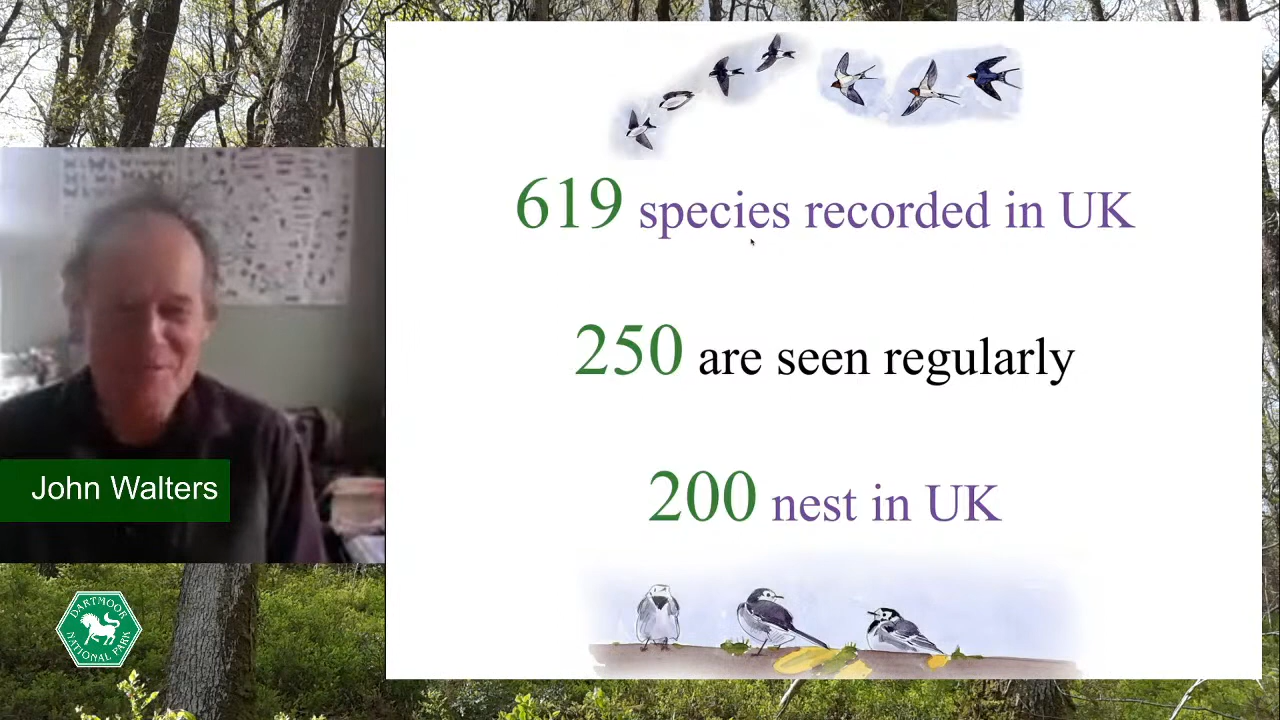 619 species recorded in UK
250 are seen regularly
200 nest in UK
John Walters
DARTMOOR
NATIONAL PARK